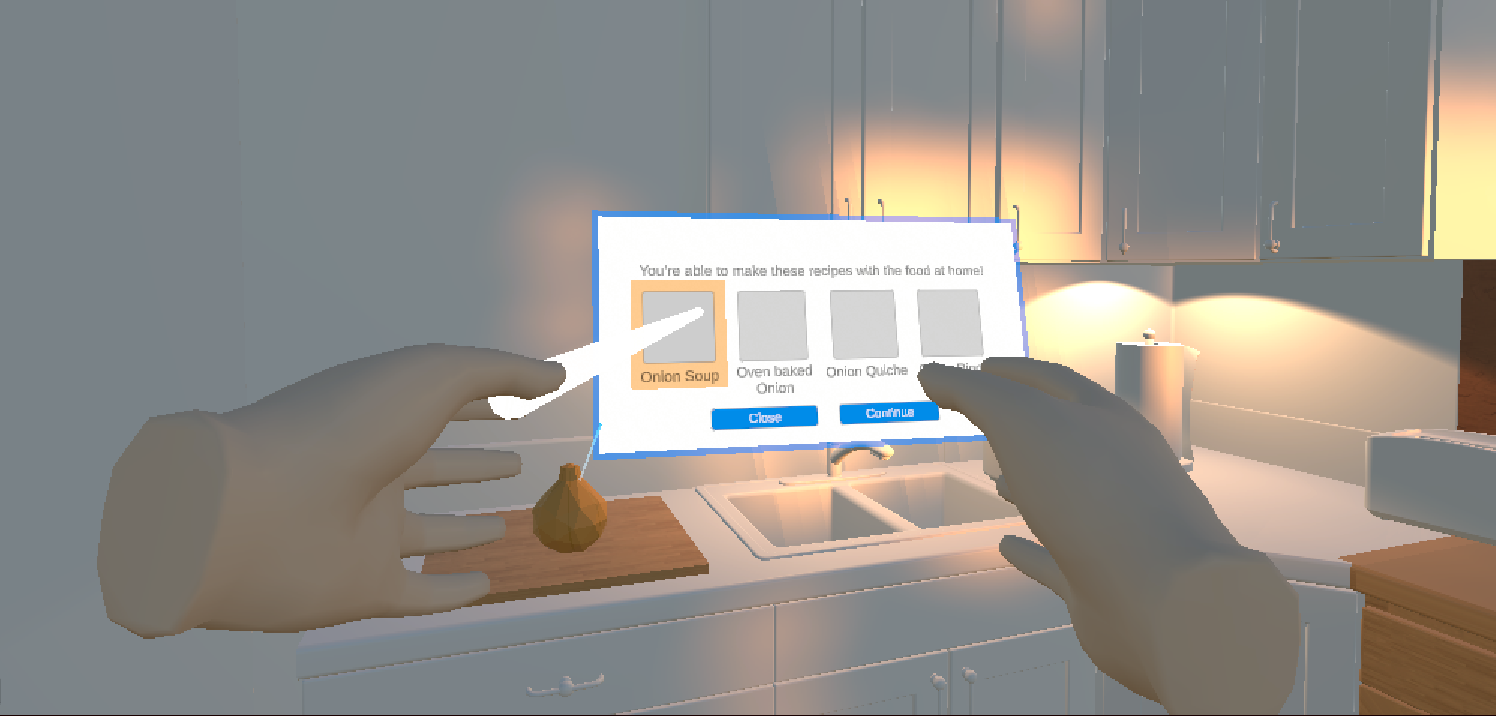 You're able to make these recipes with the food at home!
Onion Soup
Oven baked
Onion
Onion Quiche
Close
Continue